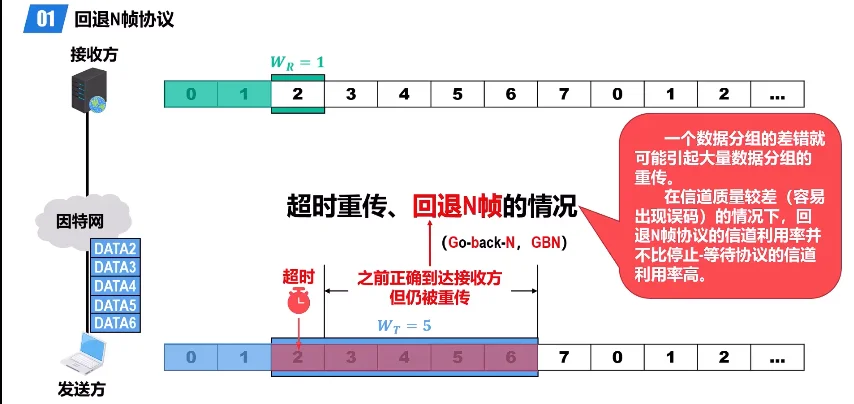 01 回退N帧协议
接收方
W_R = 1
0 1 2 3 4 5 6 7 0 1 2 ...
一个数据分组的差错就
可能引起大量数据分组的
重传。
在信道质量较差（容易
出现误码）的情况下，回
退N帧协议的信道利用率并
不比停止-等待协议的信道
利用率高。
超时重传、回退N帧的情况
（Go-back-N，GBN）
因特网
DATA2
DATA3
DATA4
DATA5
DATA6
超时
之前正确到达接收方
但仍被重传
W_T = 5
0 1 2 3 4 5 6 7 0 1 2 ...
发送方